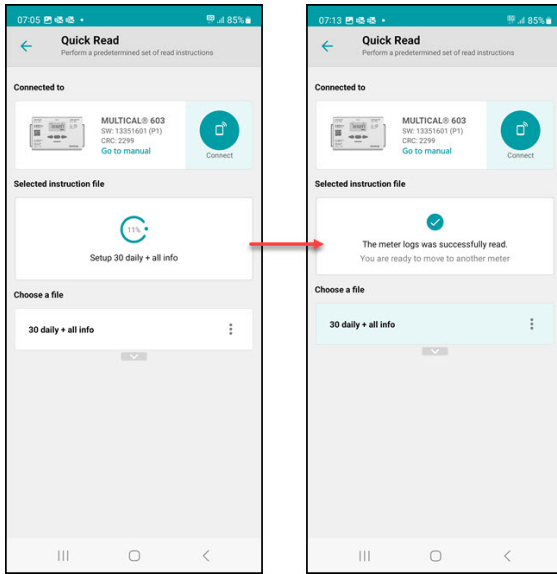 07:05
85%
Quick Read
Perform a predetermined set of read instructions
Connected to
MULTICAL® 603
SW: 13351601 (P1)
CRC: 2299
Go to manual
Connect
Selected instruction file
11%
Setup 30 daily + all info
Choose a file
30 daily + all info
07:13
85%
Quick Read
Perform a predetermined set of read instructions
Connected to
MULTICAL® 603
SW: 13351601 (P1)
CRC: 2299
Go to manual
Connect
Selected instruction file
The meter logs was successfully read.
You are ready to move to another meter
Choose a file
30 daily + all info